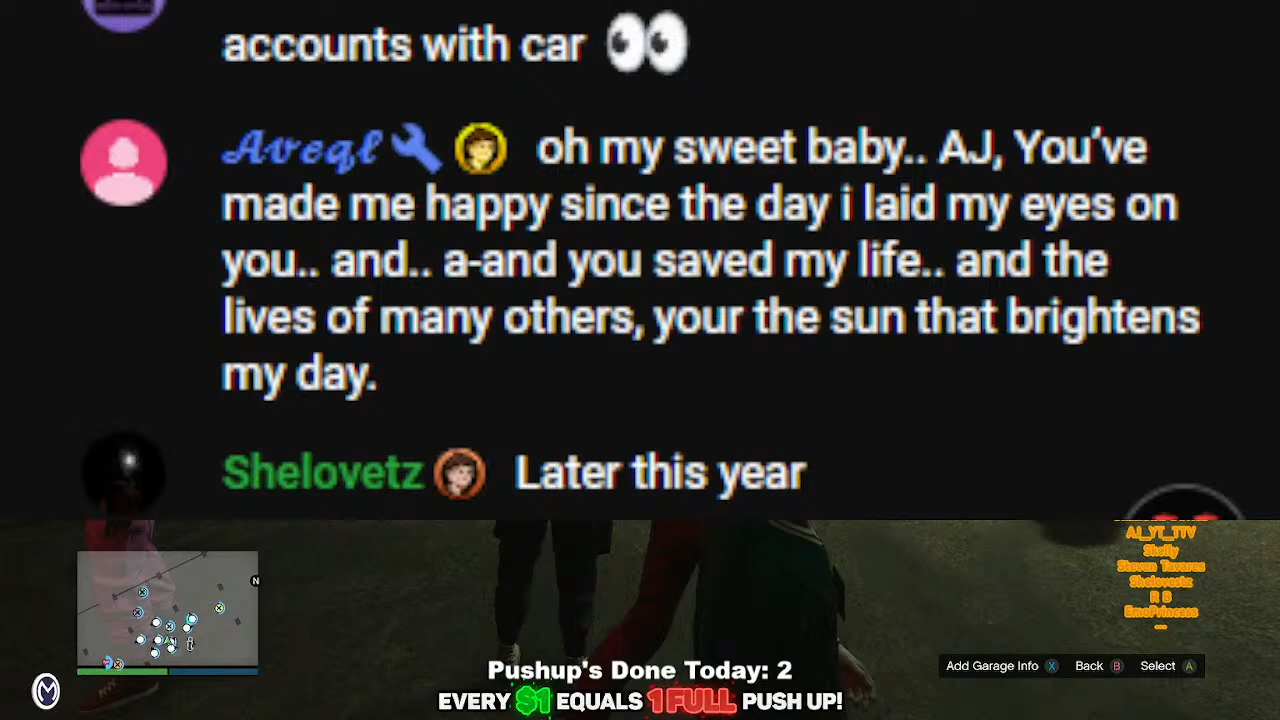 accounts with car 👀
𝓐𝓿𝓮𝓺𝓵 oh my sweet baby.. AJ, You've
made me happy since the day i laid my eyes on
you.. and.. a-and you saved my life.. and the
lives of many others, your the sun that brightens
my day.
Shelovetz Later this year
AJ_YT_TTV
Skelly
Steven Tavares
Shelovestz
R B
EmoPrincess
...
N
Add Garage Info X Back B Select A
Pushup's Done Today: 2
EVERY $1 EQUALS 1 FULL PUSH UP!